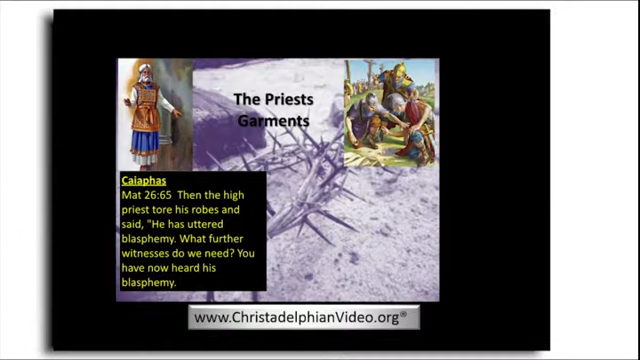 The Priests
Garments
Caiaphas
Mat 26:65  Then the high
priest tore his robes and
said, "He has uttered
blasphemy. What further
witnesses do we need? You
have now heard his
blasphemy.
www.ChristadelphianVideo.org®